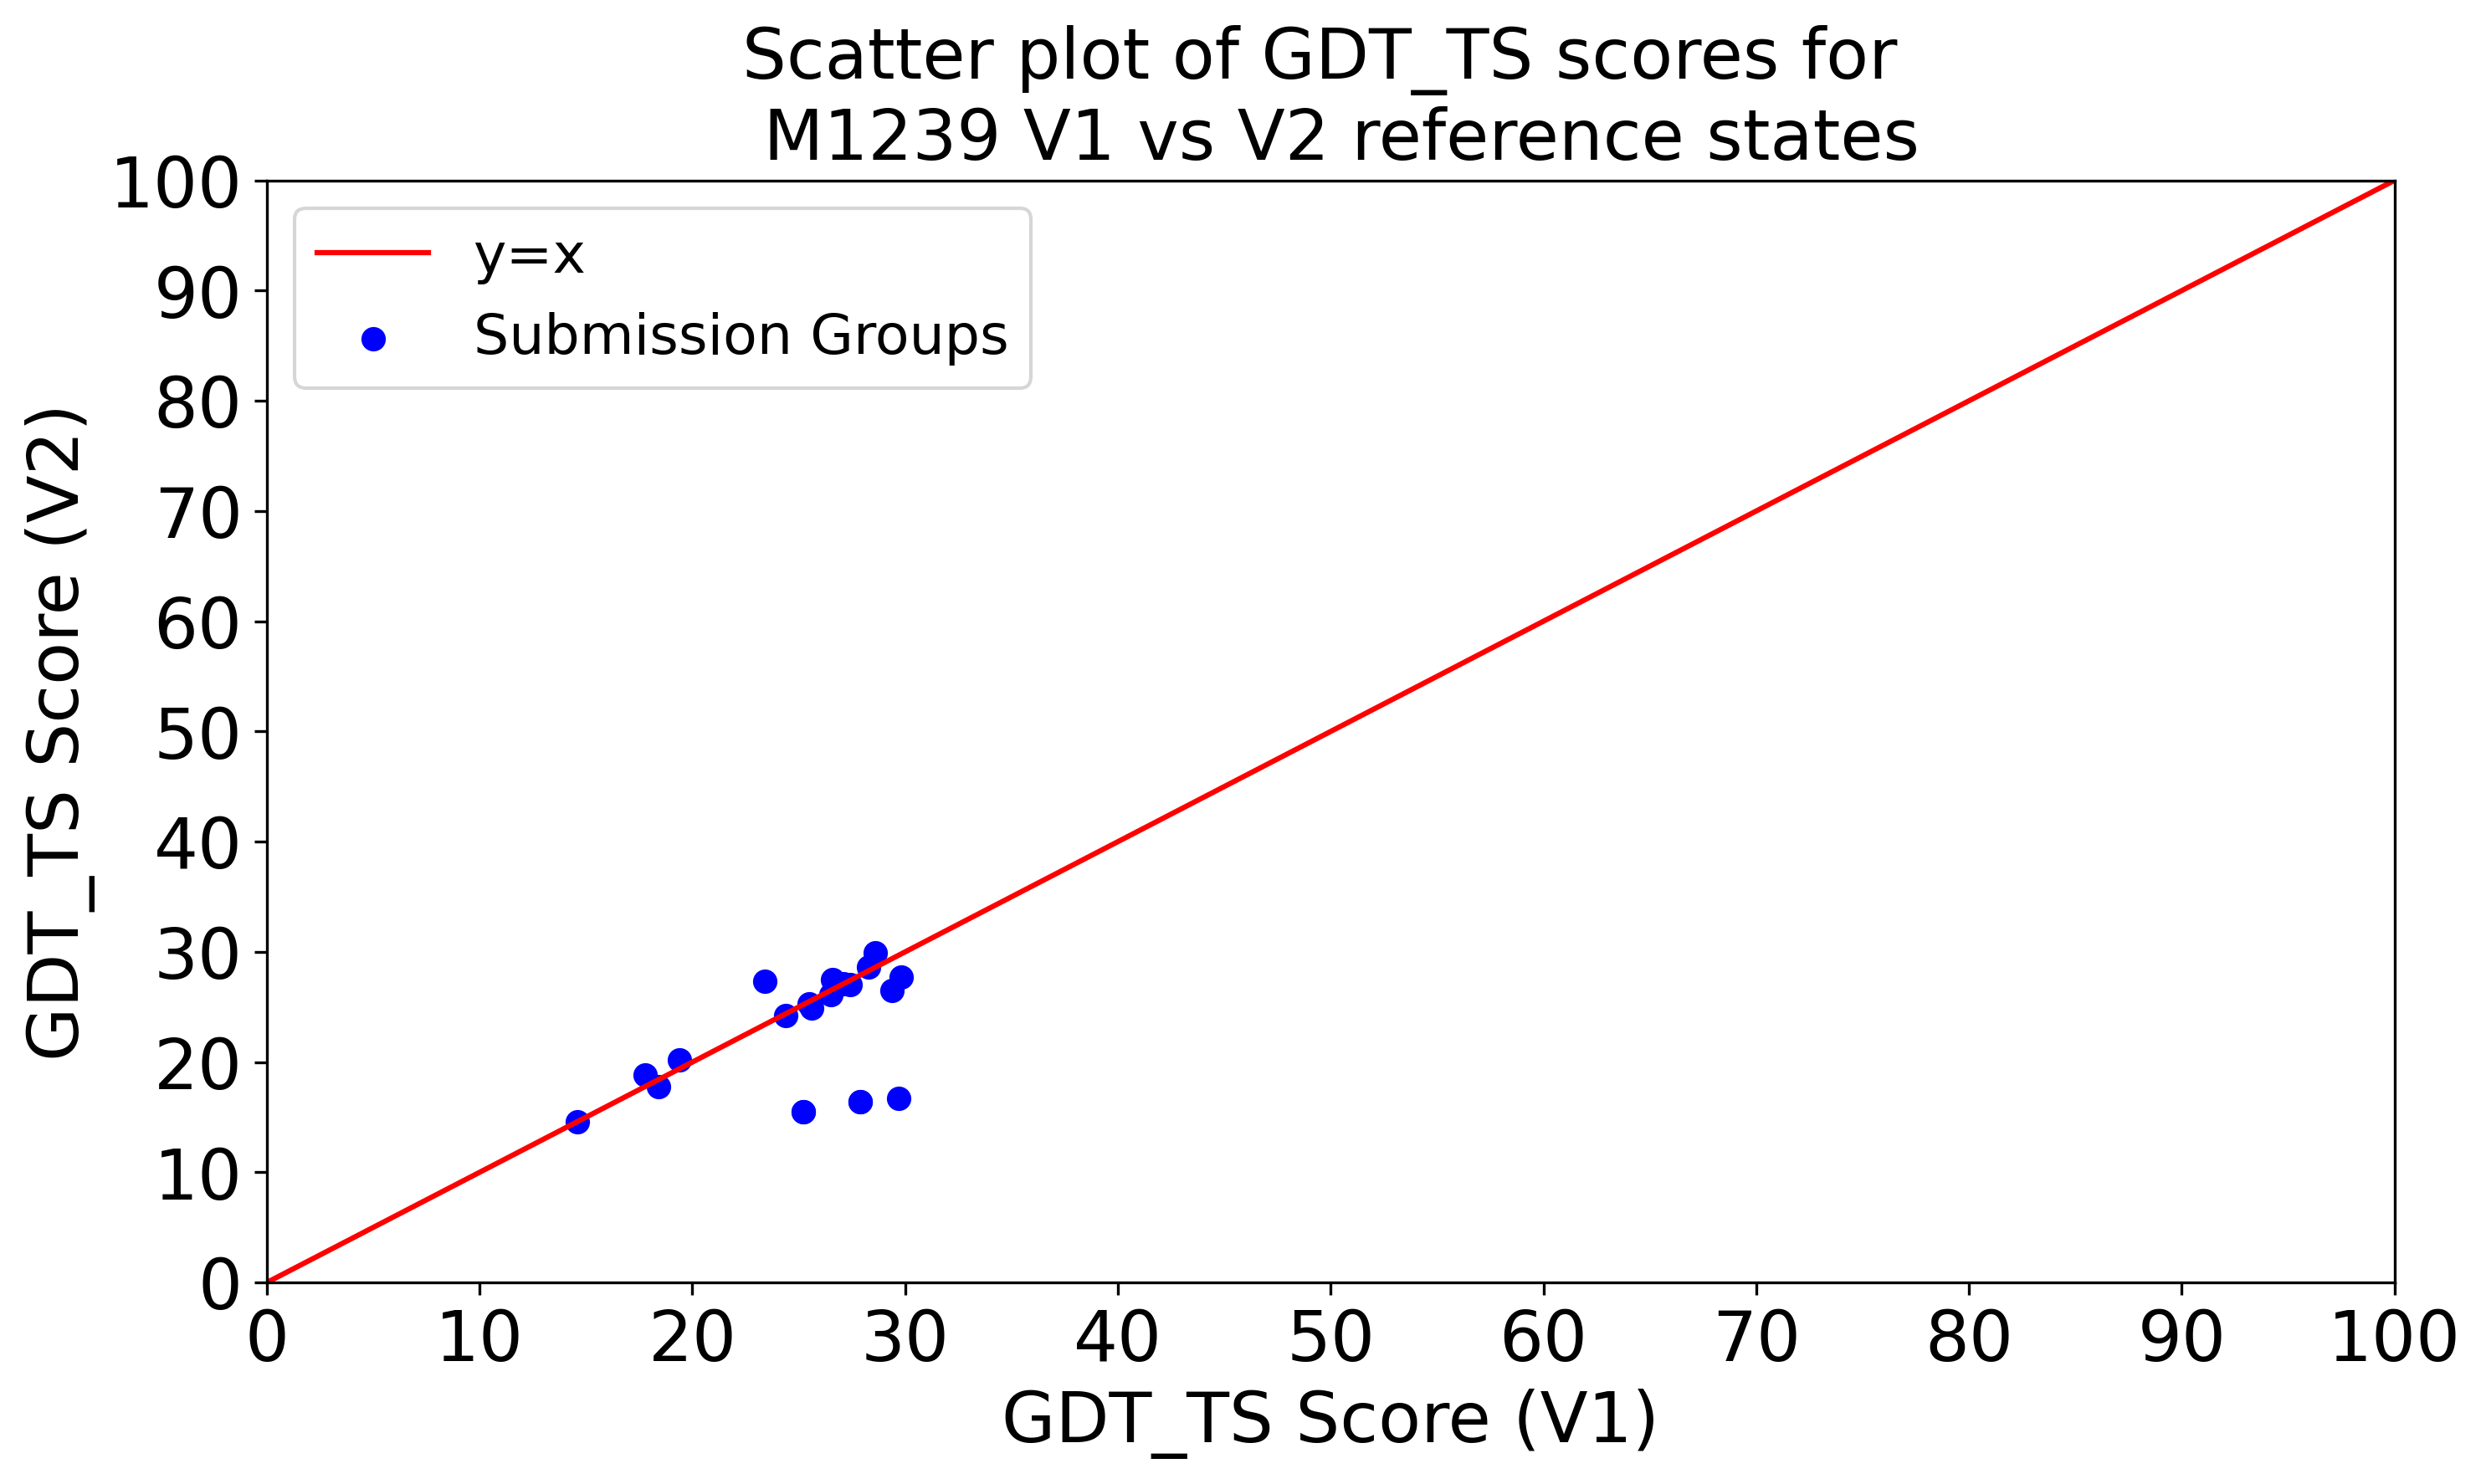 Scatter plot of GDT_TS scores for
M1239 V1 vs V2 reference states
y=x
Submission Groups
GDT_TS Score (V2)
100
90
80
70
60
50
40
30
20
10
0
0 10 20 30 40 50 60 70 80 90 100
GDT_TS Score (V1)